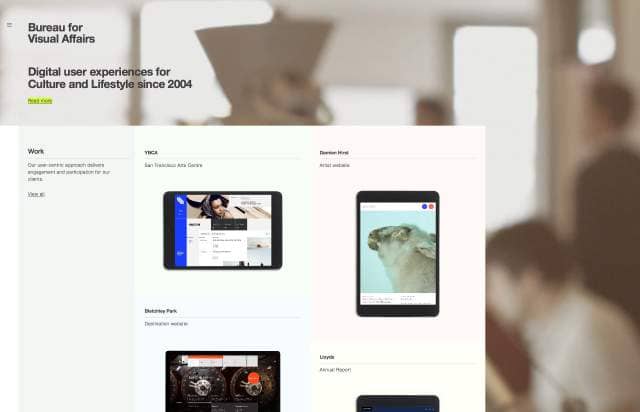 Bureau for
Visual Affairs
Digital user experiences for
Culture and Lifestyle since 2004
Read more
Work
Our user-centric approach delivers
engagement and participation for our
clients.
View all
YBCA
San Francisco Arts Centre
Damien Hirst
Artist website
Bletchley Park
Destination website
Lloyds
Annual Report